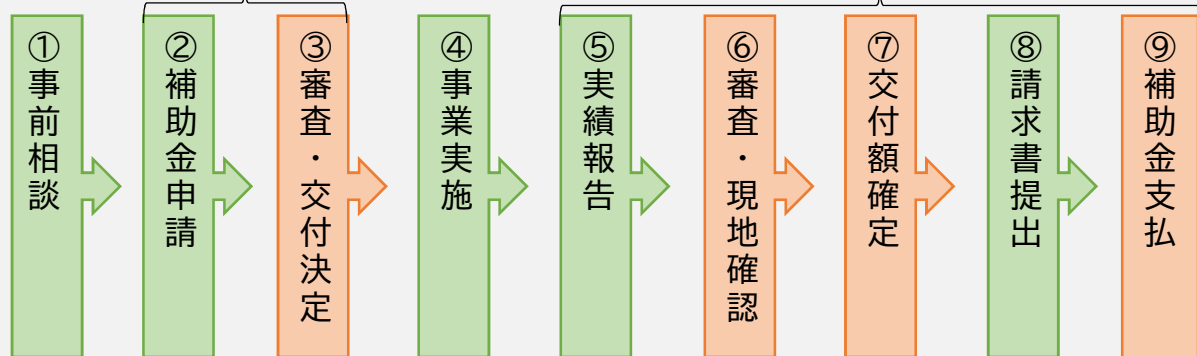 ①事前相談
②補助金申請
③審査・交付決定
④事業実施
⑤実績報告
⑥審査・現地確認
⑦交付額確定
⑧請求書提出
⑨補助金支払